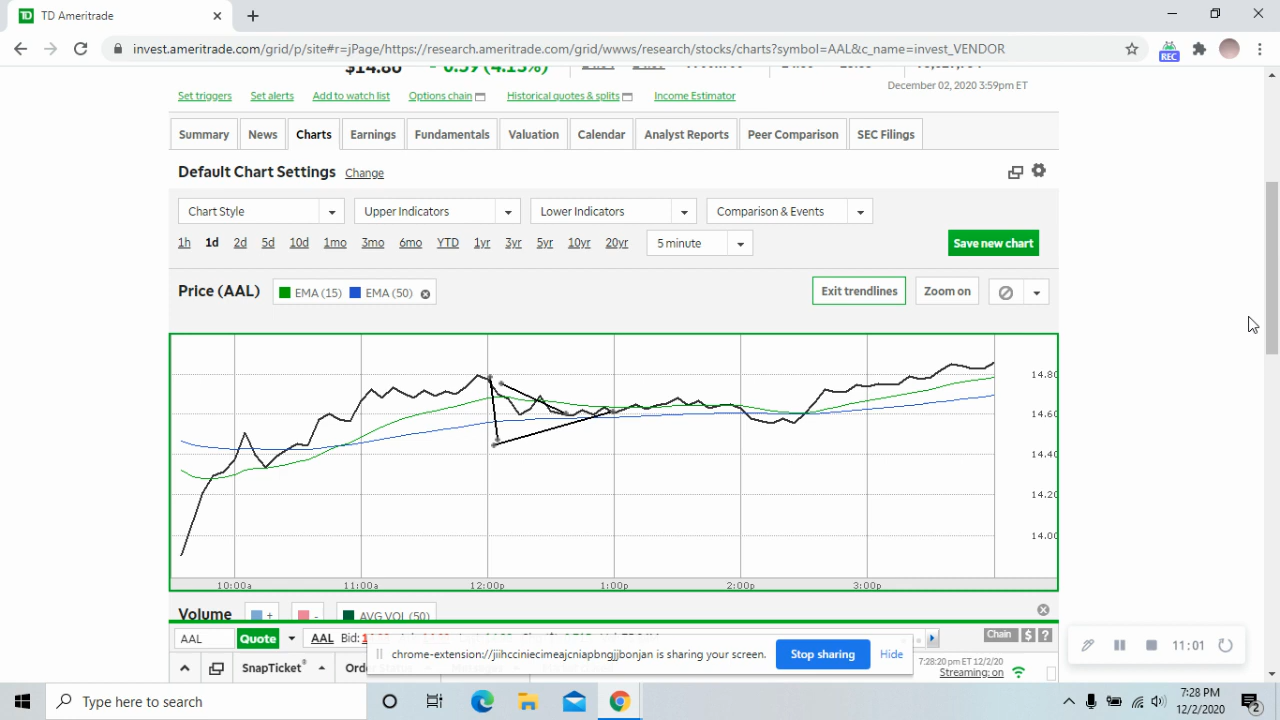 TD Ameritrade
invest.ameritrade.com/grid/p/site#r=jPage/https://research.ameritrade.com/grid/wwws/research/stocks/charts?symbol=AAL&c_name=invest_VENDOR
REC
$14.86 0.59 (4.13%)
December 02, 2020 3:59pm ET
Set triggers Set alerts Add to watch list Options chain Historical quotes & splits Income Estimator
Summary News Charts Earnings Fundamentals Valuation Calendar Analyst Reports Peer Comparison SEC Filings
Default Chart Settings Change
Chart Style Upper Indicators Lower Indicators Comparison & Events
1h 1d 2d 5d 10d 1mo 3mo 6mo YTD 1yr 3yr 5yr 10yr 20yr 5 minute Save new chart
Price (AAL) EMA (15) EMA (50) Exit trendlines Zoom on
14.80
14.60
14.40
14.20
14.00
10:00a 11:00a 12:00p 1:00p 2:00p 3:00p
Volume + - AVG VOL (50)
AAL Quote AAL Bid: Chain $ ?
chrome-extension://jiihcciniecimeajcniapbngjjbonjan is sharing your screen. Stop sharing Hide
11:01
SnapTicket® 7:28:20 pm ET 12/2/20
Streaming: on
Type here to search
7:28 PM
12/2/2020
2